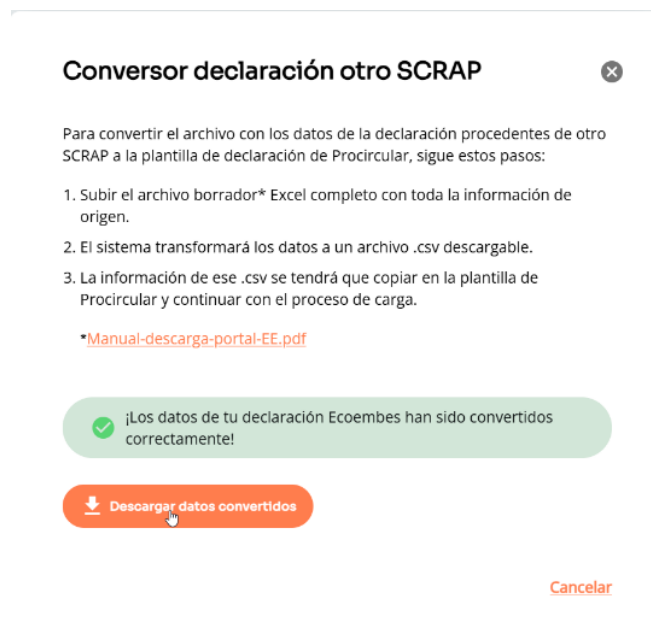 Conversor declaración otro SCRAP
Para convertir el archivo con los datos de la declaración procedentes de otro
SCRAP a la plantilla de declaración de Procircular, sigue estos pasos:
1. Subir el archivo borrador* Excel completo con toda la información de
origen.
2. El sistema transformará los datos a un archivo .csv descargable.
3. La información de ese .csv se tendrá que copiar en la plantilla de
Procircular y continuar con el proceso de carga.
*Manual-descarga-portal-EE.pdf
¡Los datos de tu declaración Ecoembes han sido convertidos
correctamente!
Descargar datos convertidos
Cancelar